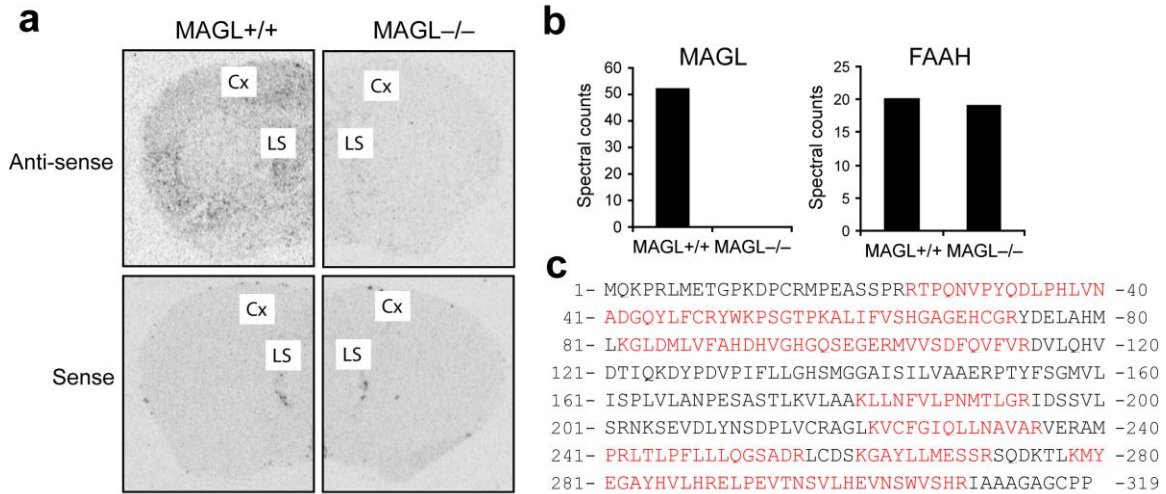 a
MAGL+/+
MAGL–/–
Anti-sense
Cx
LS
Cx
LS
Sense
Cx
LS
Cx
LS
b
MAGL
Spectral counts
60
50
40
30
20
10
0
MAGL+/+ MAGL–/–
FAAH
Spectral counts
25
20
15
10
5
0
MAGL+/+ MAGL–/–
c
1- MQKPRLMETGPKDPCRMPEASSPRRTPQNVPYQDLPHLVN -40
41- ADGQYLFCRYWKPSGTPKALIFVSHGAGEHCGRYDELAHM -80
81- LKGLDMLVFAHDHVGHGQSEGERMVVSDFQVFVRDVLQHV -120
121- DTIQKDYPDVPIFLLGHSMGGAISILVAAERPTYFSGMVL -160
161- ISPLVLANPESASTLKVLAAKLLNFVLPNMTLGRIDSSVL -200
201- SRNKSEVDLYNSDPLVCRAGLKVCFGIQLLNAVARVERAM -240
241- PRLTLPFLLLQGSADRLCDSKGAYLLMESSRSQDKTLKMY -280
281- EGAYHVLHRELPEVTNSVLHEVNSWVSHRIAAAGAGCPP -319